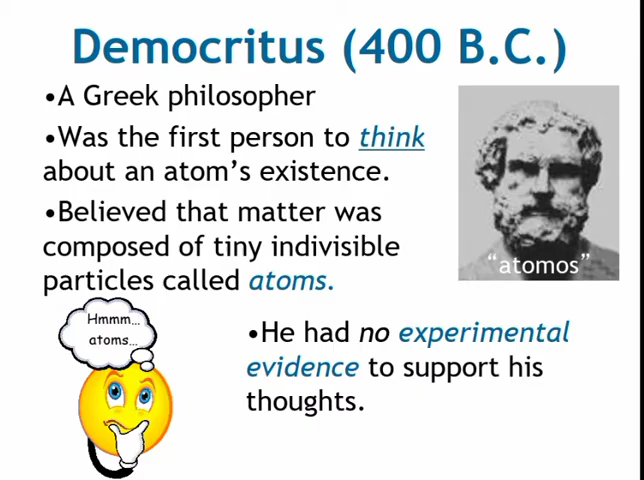 Democritus (400 B.C.)
•A Greek philosopher
•Was the first person to think
about an atom’s existence.
•Believed that matter was
composed of tiny indivisible
particles called atoms.
“atomos”
Hmmm…
atoms…
•He had no experimental
evidence to support his
thoughts.